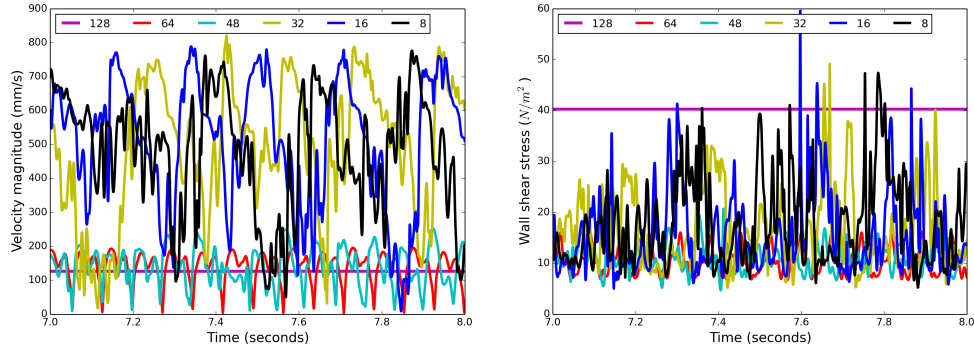 900
128 64 48 32 16 8
800
700
600
500
400
300
200
100
0
Velocity magnitude (mm/s)
7.0 7.2 7.4 7.6 7.8 8.0
Time (seconds)
60
128 64 48 32 16 8
50
40
30
20
10
0
Wall shear stress (N/m²)
7.0 7.2 7.4 7.6 7.8 8.0
Time (seconds)